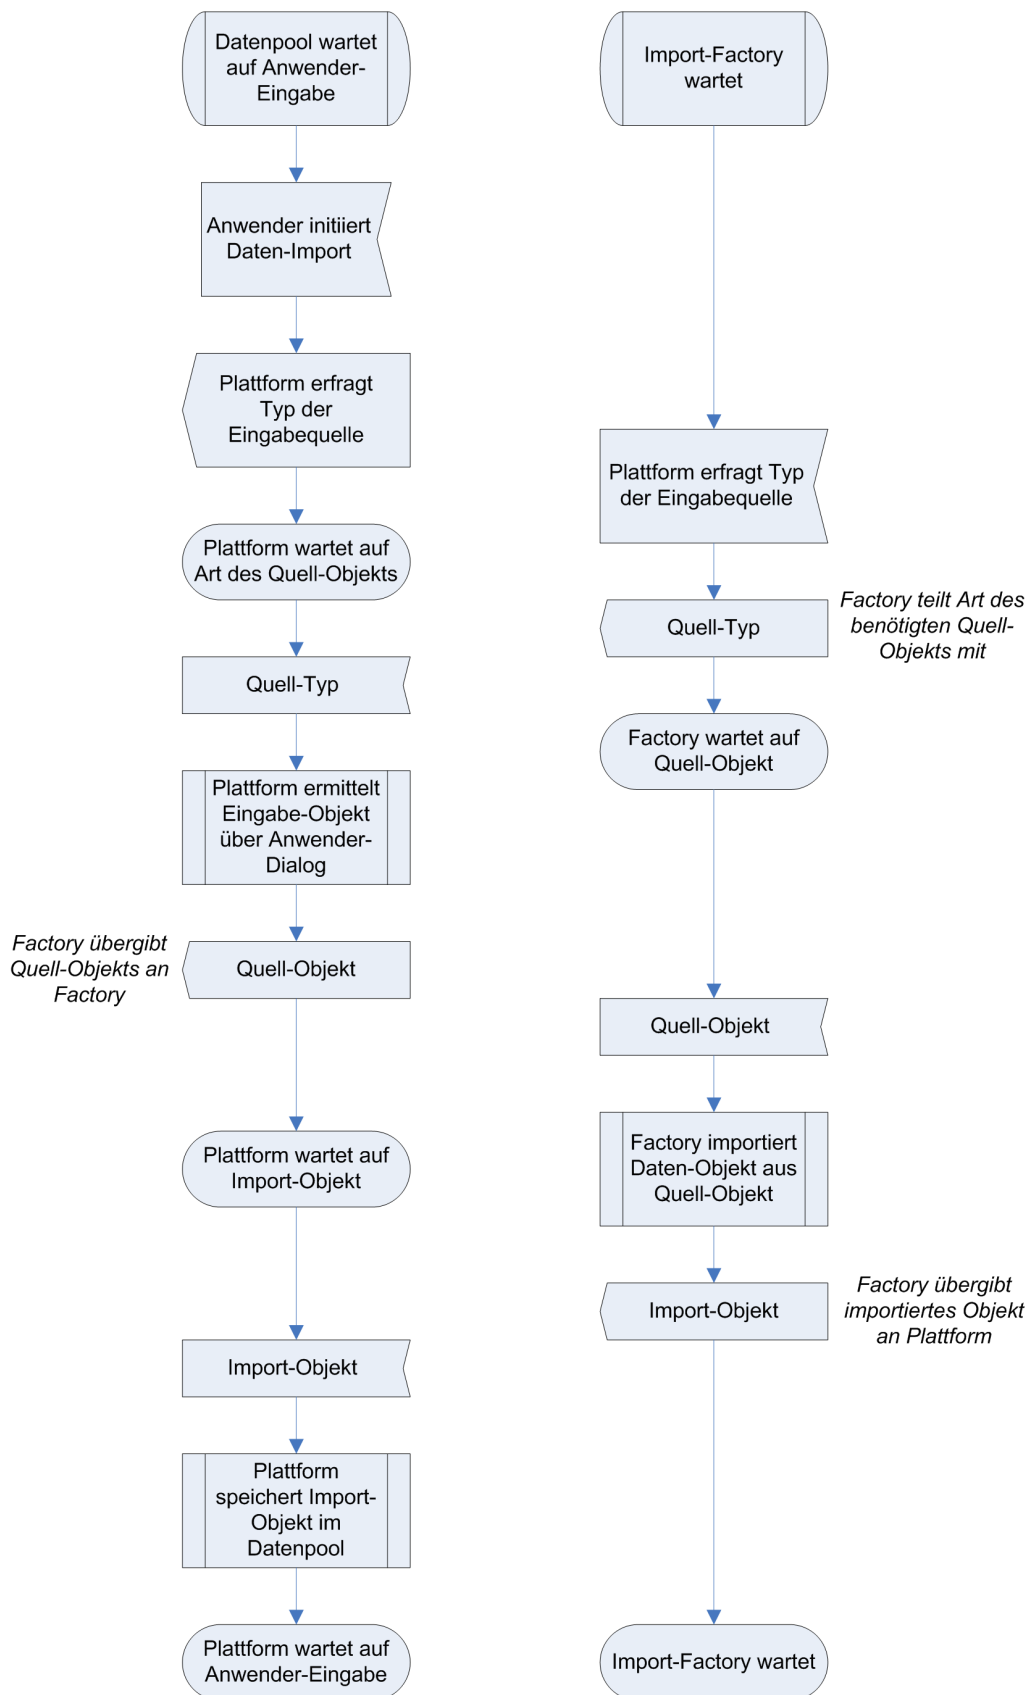 Datenpool wartet
auf Anwender-
Eingabe
Anwender initiiert
Daten-Import
Plattform erfragt
Typ der
Eingabequelle
Plattform wartet auf
Art des Quell-Objekts
Quell-Typ
Plattform ermittelt
Eingabe-Objekt
über Anwender-
Dialog
Factory übergibt
Quell-Objekts an
Factory
Quell-Objekt
Plattform wartet auf
Import-Objekt
Import-Objekt
Plattform
speichert Import-
Objekt im
Datenpool
Plattform wartet auf
Anwender-Eingabe
Import-Factory
wartet
Plattform erfragt Typ
der Eingabequelle
Quell-Typ
Factory teilt Art des
benötigten Quell-
Objekts mit
Factory wartet auf
Quell-Objekt
Quell-Objekt
Factory importiert
Daten-Objekt aus
Quell-Objekt
Import-Objekt
Factory übergibt
importiertes Objekt
an Plattform
Import-Factory wartet